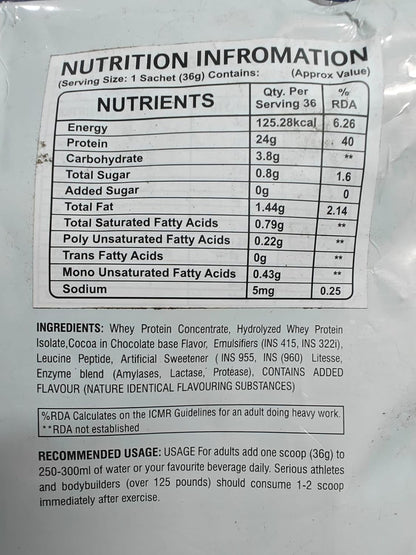 NUTRITION INFROMATION
(Serving Size: 1 Sachet (36g) Contains: (Approx Value)
NUTRIENTS Qty. Per Serving 36 % RDA
Energy 125.28kcal 6.26
Protein 24g 40
Carbohydrate 3.8g **
Total Sugar 0.8g 1.6
Added Sugar 0g 0
Total Fat 1.44g 2.14
Total Saturated Fatty Acids 0.79g **
Poly Unsaturated Fatty Acids 0.22g **
Trans Fatty Acids 0g **
Mono Unsaturated Fatty Acids 0.43g **
Sodium 5mg 0.25
INGREDIENTS: Whey Protein Concentrate, Hydrolyzed Whey Protein
Isolate,Cocoa in Chocolate base Flavor, Emulsifiers (INS 415, INS 322i),
Leucine Peptide, Artificial Sweetener ( INS 955, INS (960) Litesse,
Enzyme blend (Amylases, Lactase, Protease), CONTAINS ADDED
FLAVOUR (NATURE IDENTICAL FLAVOURING SUBSTANCES)
%RDA Calculates on the ICMR Guidelines for an adult doing heavy work.
**RDA not established
RECOMMENDED USAGE: USAGE For adults add one scoop (36g) to
250-300ml of water or your favourite beverage daily. Serious athletes
and bodybuilders (over 125 pounds) should consume 1-2 scoop
immediately after exercise.